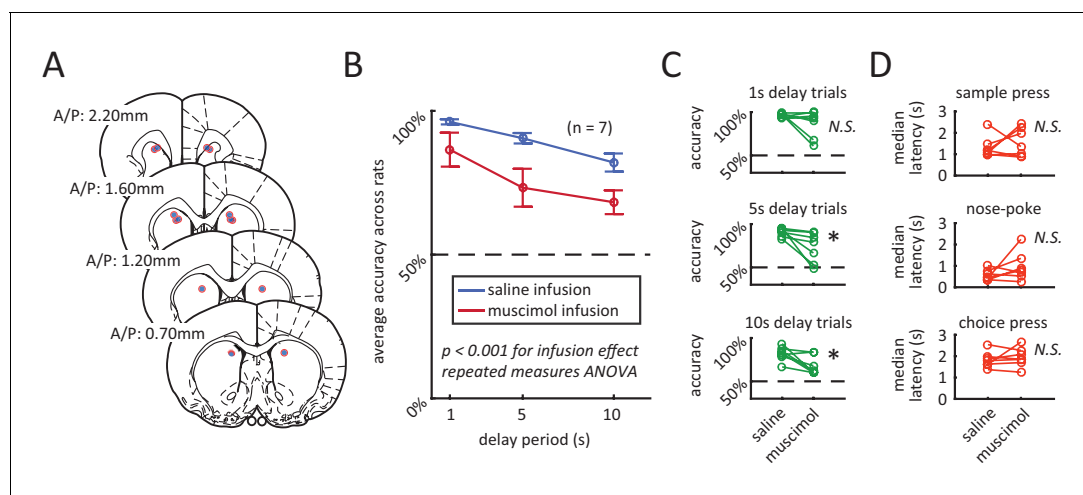 A
A/P: 2.20mm
A/P: 1.60mm
A/P: 1.20mm
A/P: 0.70mm
B
average accuracy across rats
100%
50%
0%
(n = 7)
saline infusion
muscimol infusion
p < 0.001 for infusion effect
repeated measures ANOVA
1 5 10
delay period (s)
C
1s delay trials
accuracy
100%
50%
N.S.
5s delay trials
accuracy
100%
50%
*
10s delay trials
accuracy
100%
50%
*
saline
muscimol
D
sample press
median
latency (s)
3
2
1
0
N.S.
nose-poke
median
latency (s)
3
2
1
0
N.S.
choice press
median
latency (s)
3
2
1
0
N.S.
saline
muscimol